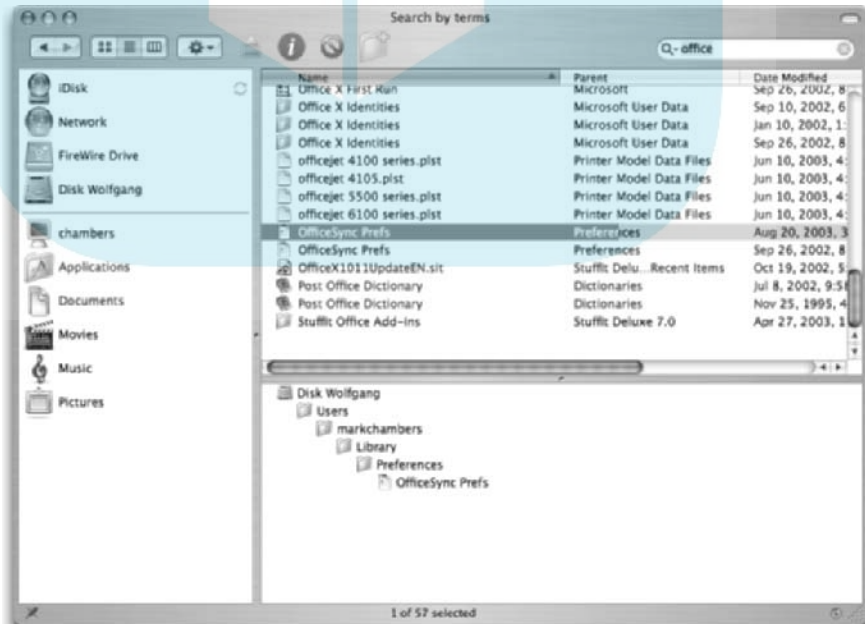 Search by terms
office
iDisk
Network
FireWire Drive
Disk Wolfgang
chambers
Applications
Documents
Movies
Music
Pictures
Name Parent Date Modified
Office X First Run Microsoft Sep 26, 2002, 8:
Office X Identities Microsoft User Data Sep 10, 2002, 6
Office X Identities Microsoft User Data Jan 10, 2002, 1:
Office X Identities Microsoft User Data Sep 26, 2002, 8
officejet 4100 series.plst Printer Model Data Files Jun 10, 2003, 4:
officejet 4105.plst Printer Model Data Files Jun 10, 2003, 4:
officejet 5500 series.plst Printer Model Data Files Jun 10, 2003, 4:
officejet 6100 series.plst Printer Model Data Files Jun 10, 2003, 4:
OfficeSync Prefs Preferences Aug 20, 2003, 3
OfficeSync Prefs Preferences Sep 26, 2002, 8
OfficeX1011UpdateEN.sit StuffIt Delu...Recent Items Oct 19, 2002, 5
Post Office Dictionary Dictionaries Jul 8, 2002, 9:58
Post Office Dictionary Dictionaries Nov 25, 1995, 4
StuffIt Office Add-ins StuffIt Deluxe 7.0 Apr 27, 2003, 1
Disk Wolfgang
Users
markchambers
Library
Preferences
OfficeSync Prefs
1 of 57 selected